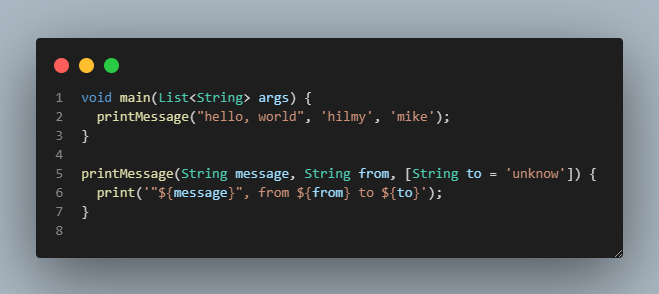 1 void main(List<String> args) {
2   printMessage("hello, world", 'hilmy', 'mike');
3 }
4
5 printMessage(String message, String from, [String to = 'unknow']) {
6   print('"${message}", from ${from} to ${to}');
7 }
8